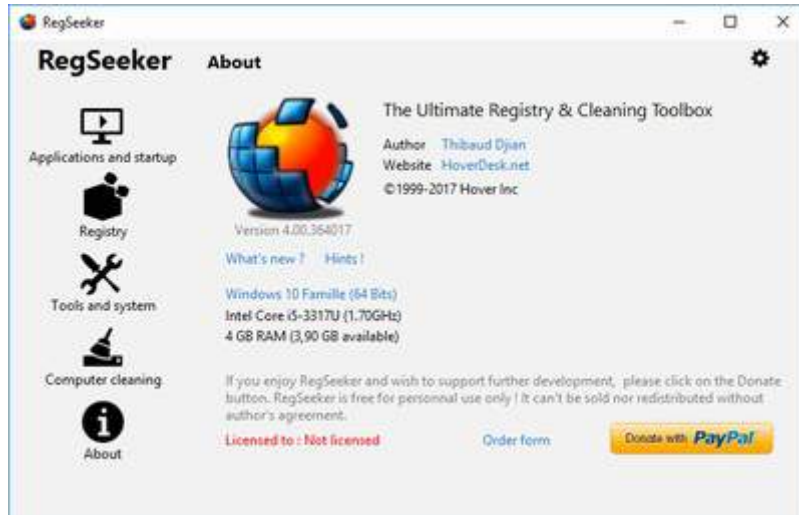 RegSeeker
RegSeeker
About
Applications and startup
Registry
Tools and system
Computer cleaning
About
The Ultimate Registry & Cleaning Toolbox
Author Thibaud Djian
Website HoverDesk.net
©1999-2017 Hover Inc
Version 4.00.364017
What's new ? Hints !
Windows 10 Famille (64 Bits)
Intel Core i5-3317U (1.70GHz)
4 GB RAM (3,90 GB available)
If you enjoy RegSeeker and wish to support further development, please click on the Donate
button. RegSeeker is free for personnal use only ! It can't be sold nor redistributed without
author's agreement.
Licensed to : Not licensed
Order form
Donate with PayPal